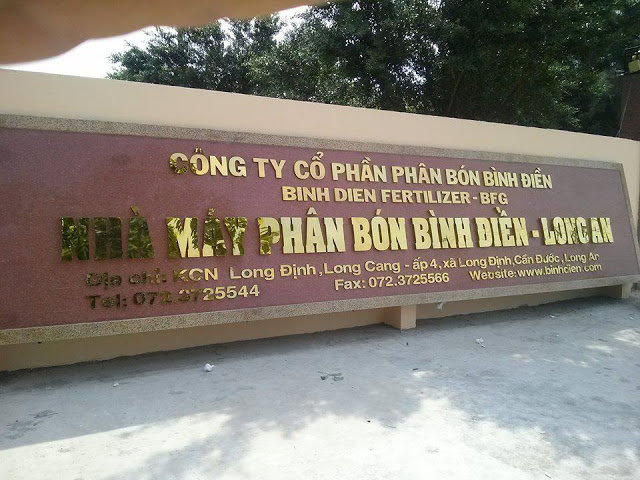 CÔNG TY CỔ PHẦN PHÂN BÓN BÌNH ĐIỀN
BINH DIEN FERTILIZER - BFG
NHÀ MÁY PHÂN BÓN BÌNH ĐIỀN - LONG AN
Địa chỉ: KCN Long Định, Long Cang - ấp 4, xã Long Định, Cần Đước, Long An
Tel: 072.3725544 Fax: 072.3725566 Website: www.binhdien.com